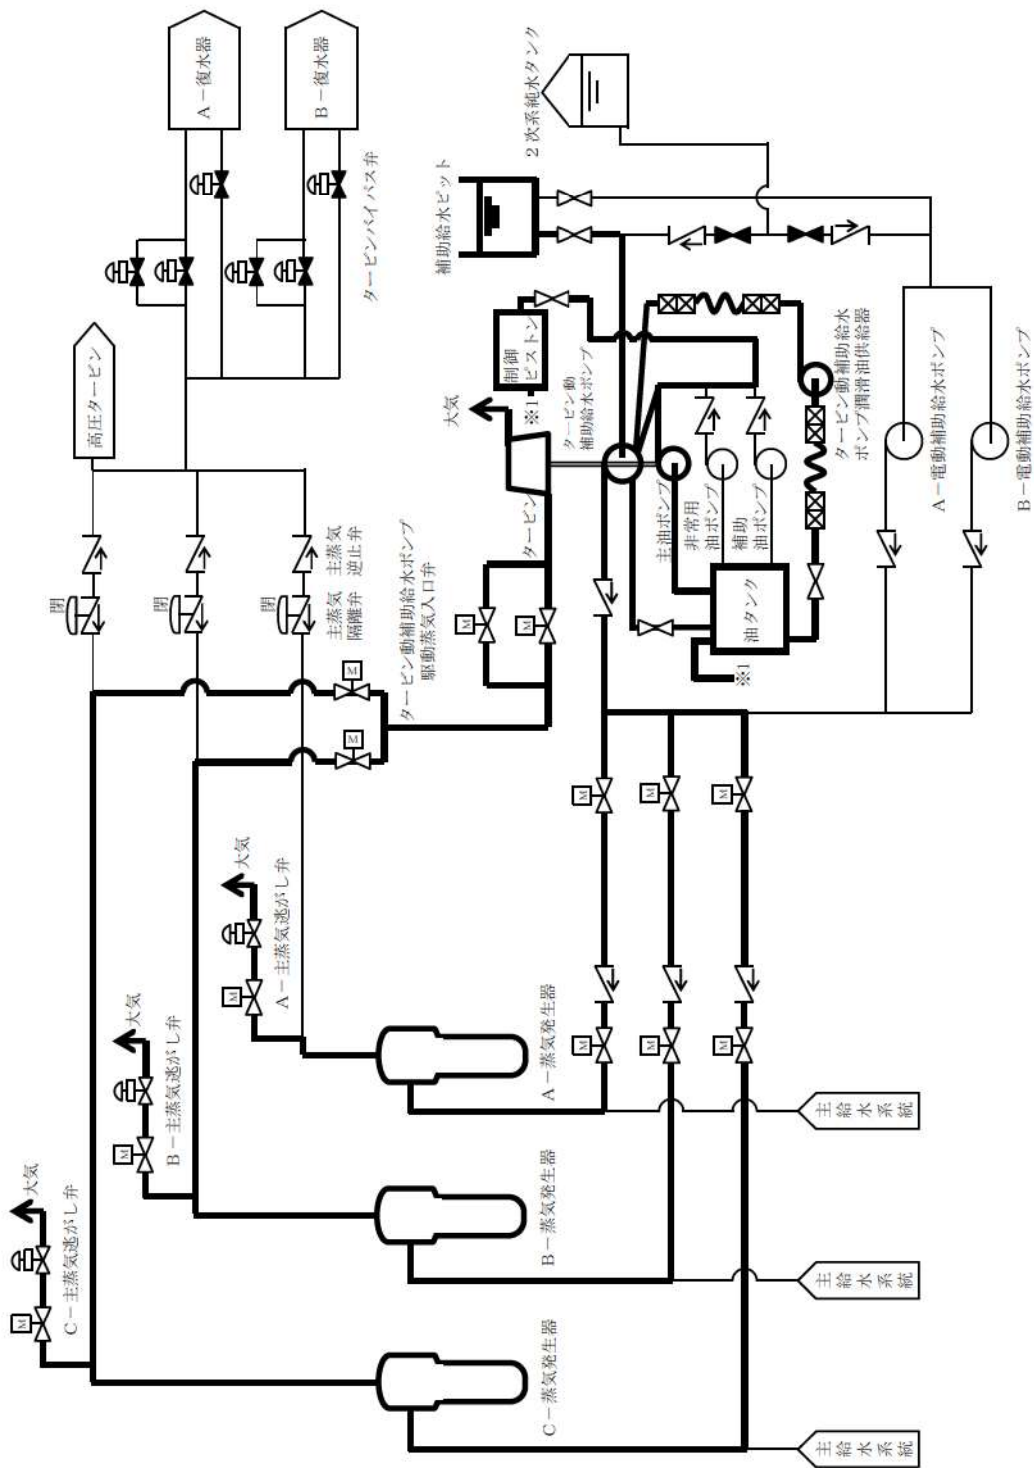 A－復水器
B－復水器
タービンバイパス弁
高圧タービン
2次系純水タンク
補助給水ピット
閉
閉
閉
主蒸気
隔離弁
主蒸気
逆止弁
タービン動補助給水ポンプ
駆動蒸気入口弁
M
M
M
M
タービン
大気
※1
制御
ピストン
タービン動
補助給水ポンプ
主油ポンプ
非常用
油ポンプ
補助
油ポンプ
油タンク
※1
タービン動補助給水
ポンプ潤滑油供給器
A－電動補助給水ポンプ
B－電動補助給水ポンプ
M
大気
A－主蒸気逃がし弁
M
大気
B－主蒸気逃がし弁
M
大気
C－主蒸気逃がし弁
M
M
M
M
M
M
A－蒸気発生器
B－蒸気発生器
C－蒸気発生器
主給水系統
主給水系統
主給水系統